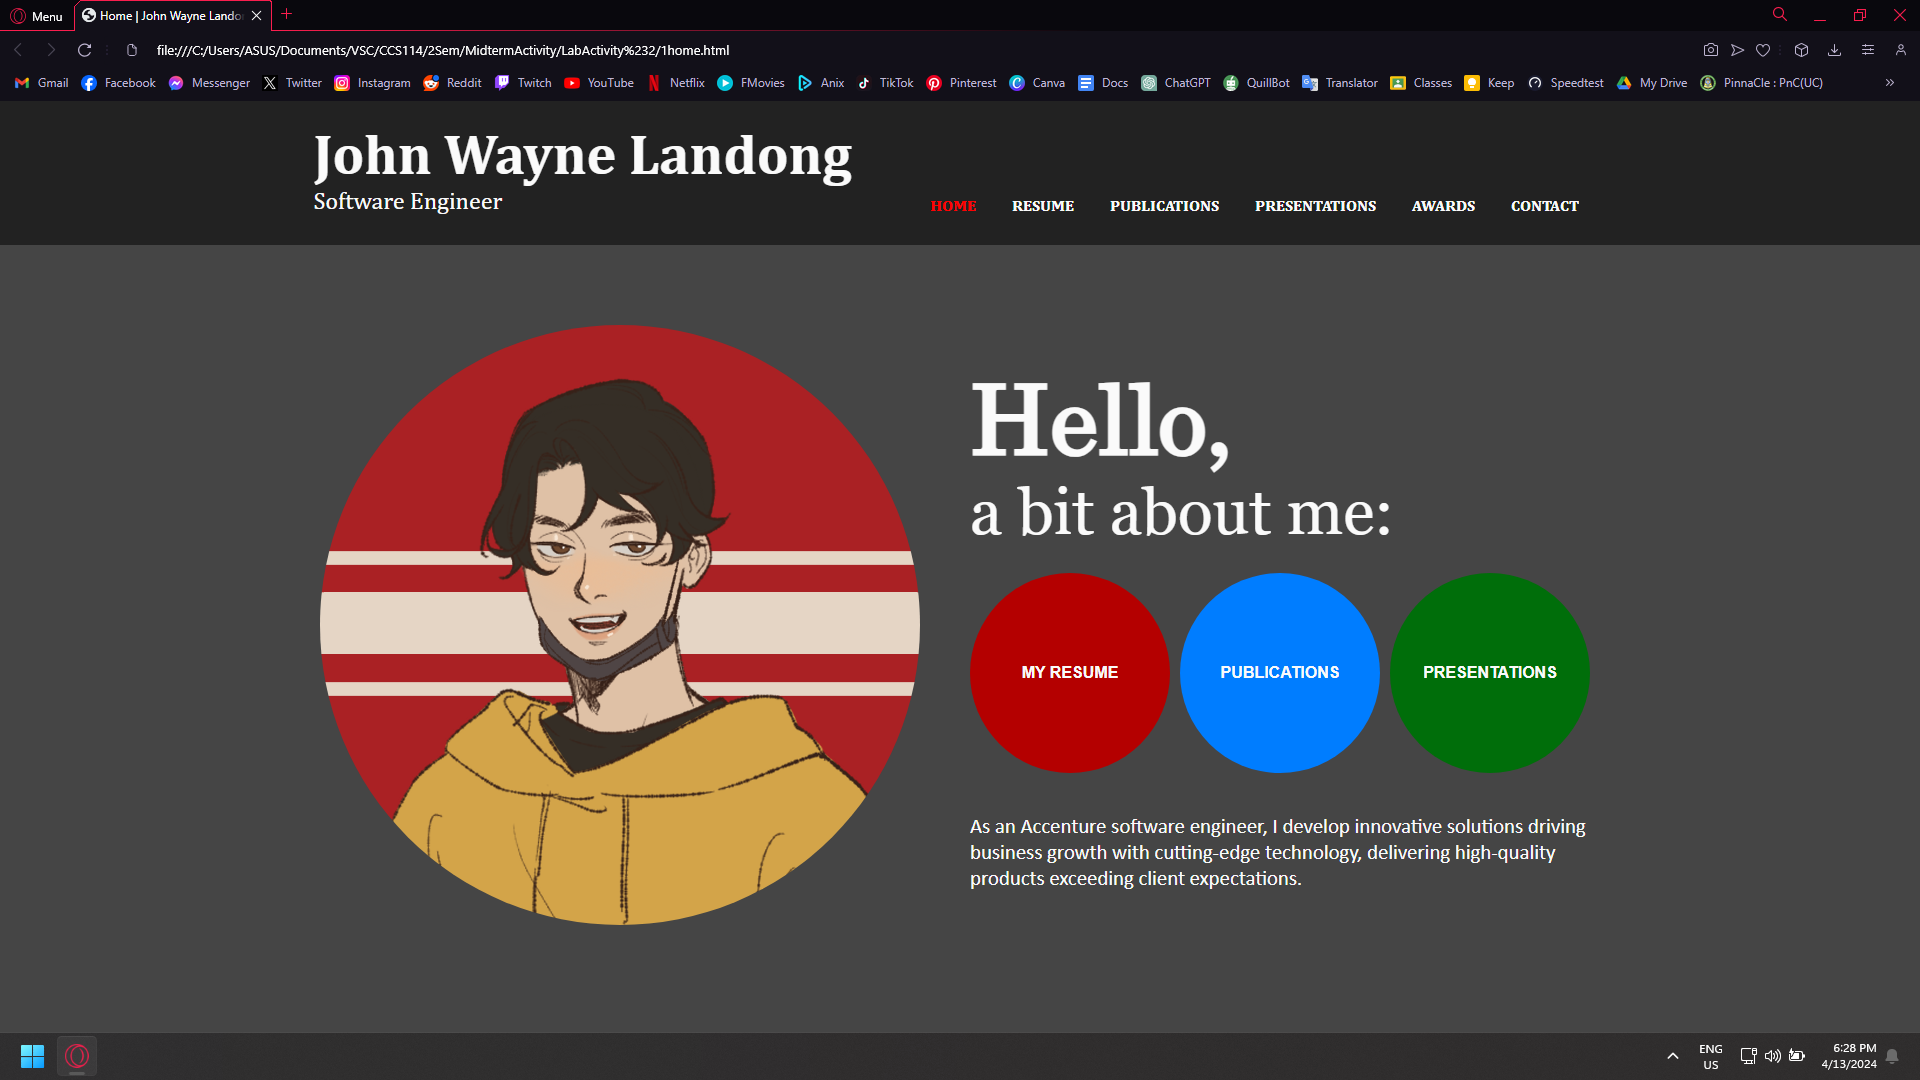 Menu
Home | John Wayne Lando
file:///C:/Users/ASUS/Documents/VSC/CCS114/2Sem/MidtermActivity/LabActivity%232/1home.html
Gmail Facebook Messenger Twitter Instagram Reddit Twitch YouTube Netflix FMovies Anix TikTok Pinterest Canva Docs ChatGPT QuillBot Translator Classes Keep Speedtest My Drive PinnaCle : PnC(UC)
John Wayne Landong
Software Engineer
HOME RESUME PUBLICATIONS PRESENTATIONS AWARDS CONTACT
Hello,
a bit about me:
MY RESUME PUBLICATIONS PRESENTATIONS
As an Accenture software engineer, I develop innovative solutions driving
business growth with cutting-edge technology, delivering high-quality
products exceeding client expectations.
ENG
US
6:28 PM
4/13/2024